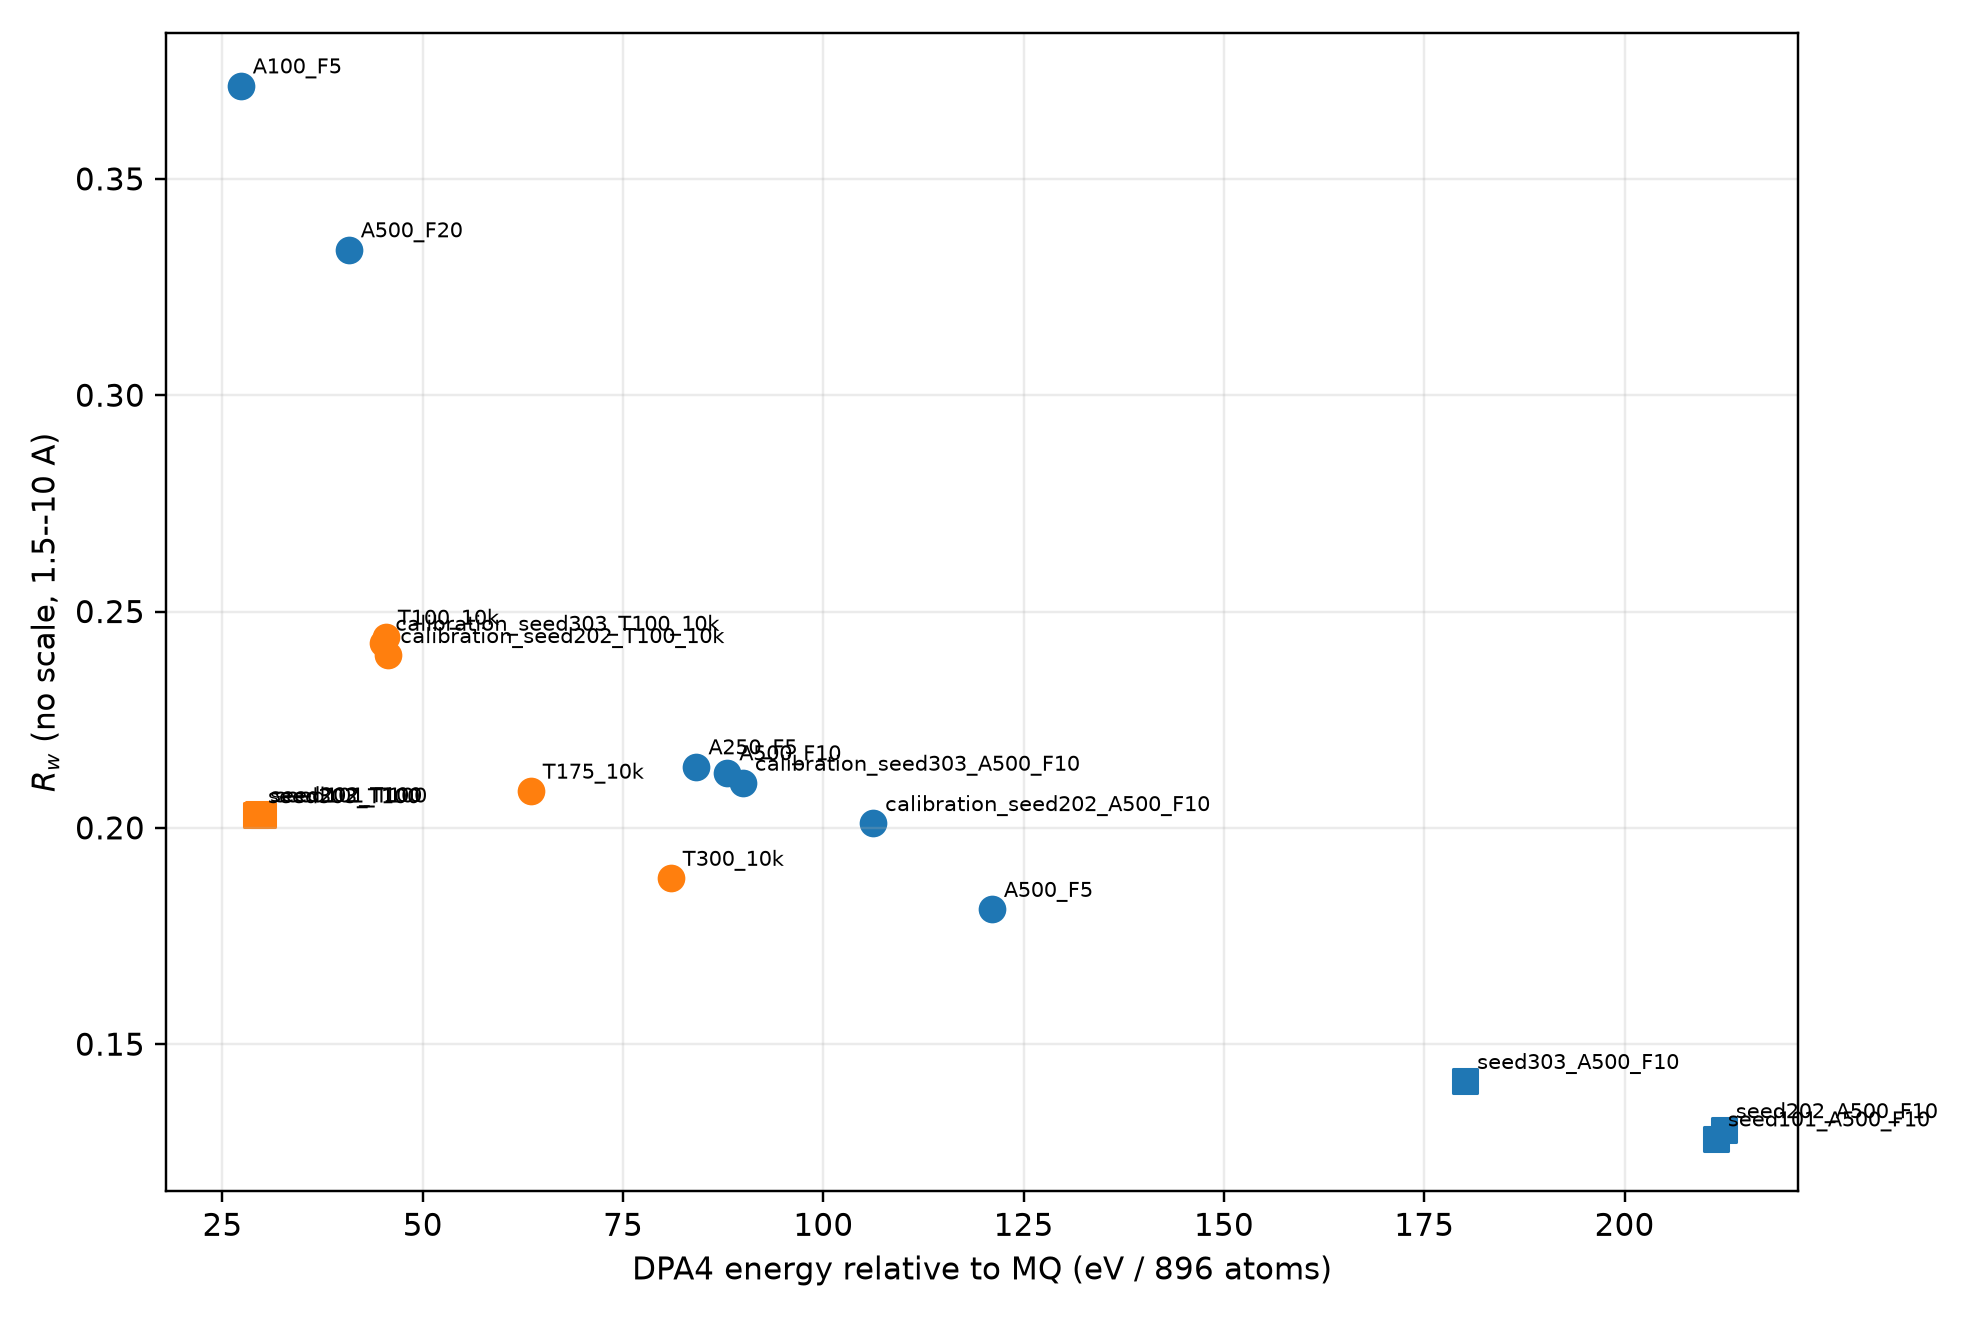 A100_F5
0.35
A500_F20
0.30
R_w (no scale, 1.5--10 A)
0.25
T100_10k
calibration_seed303_T100_10k
calibration_seed202_T100_10k
A250_F5
A500_F10
calibration_seed303_A500_F10
T175_10k
calibration_seed202_A500_F10
0.20
T300_10k
A500_F5
0.15
seed303_A500_F10
seed202_A500_F10
seed101_A500_F10
25 50 75 100 125 150 175 200
DPA4 energy relative to MQ (eV / 896 atoms)